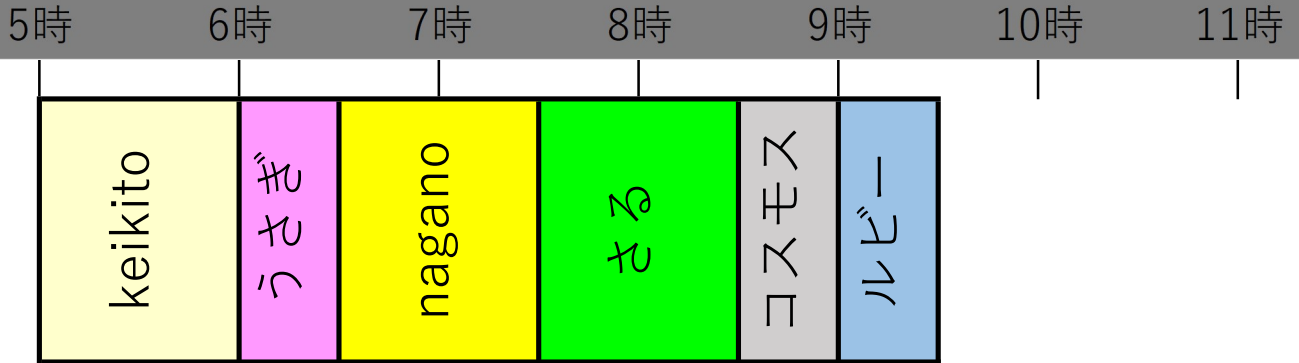 5時 6時 7時 8時 9時 10時 11時
keikito
うさぎ
nagano
さる
コスモス
ルビー